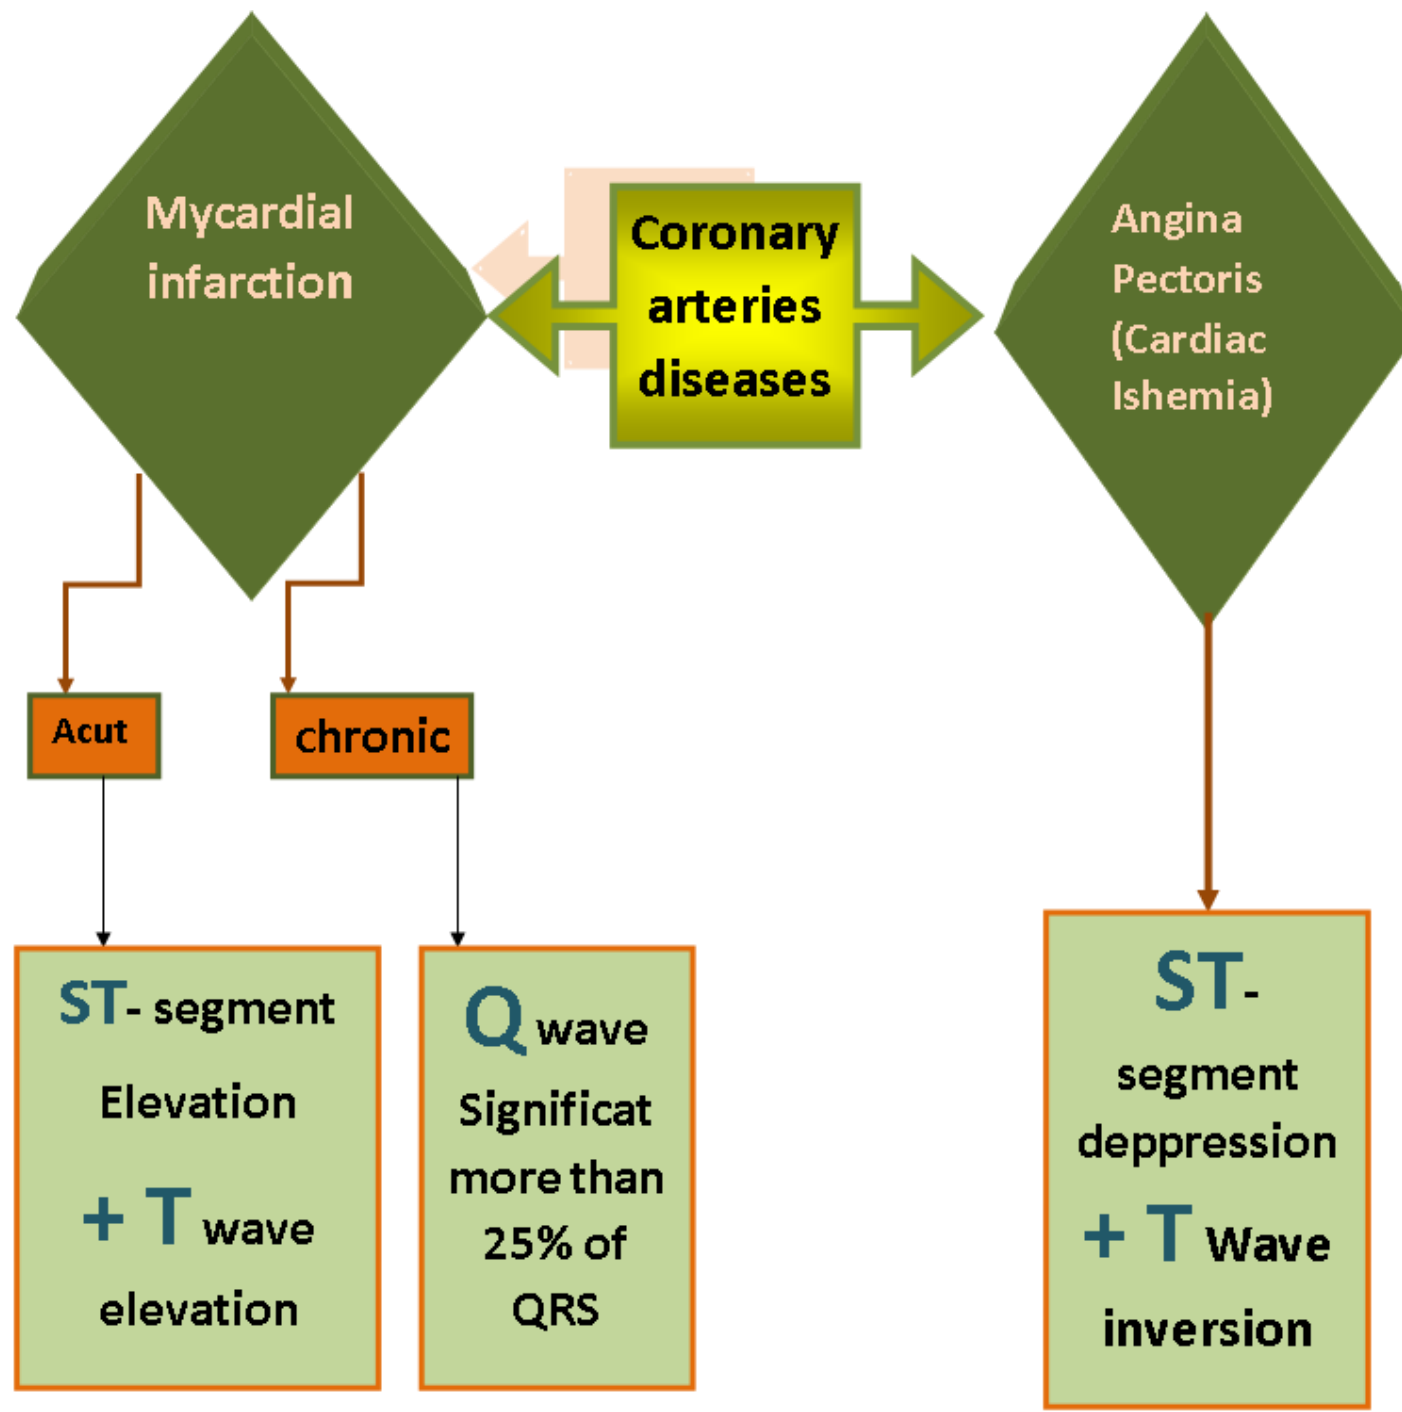 Mycardial
infarction
Coronary
arteries
diseases
Angina
Pectoris
(Cardiac
Ishemia)
Acut
chronic
ST- segment
Elevation
+ T wave
elevation
Q wave
Significat
more than
25% of
QRS
ST-
segment
deppression
+ T Wave
inversion